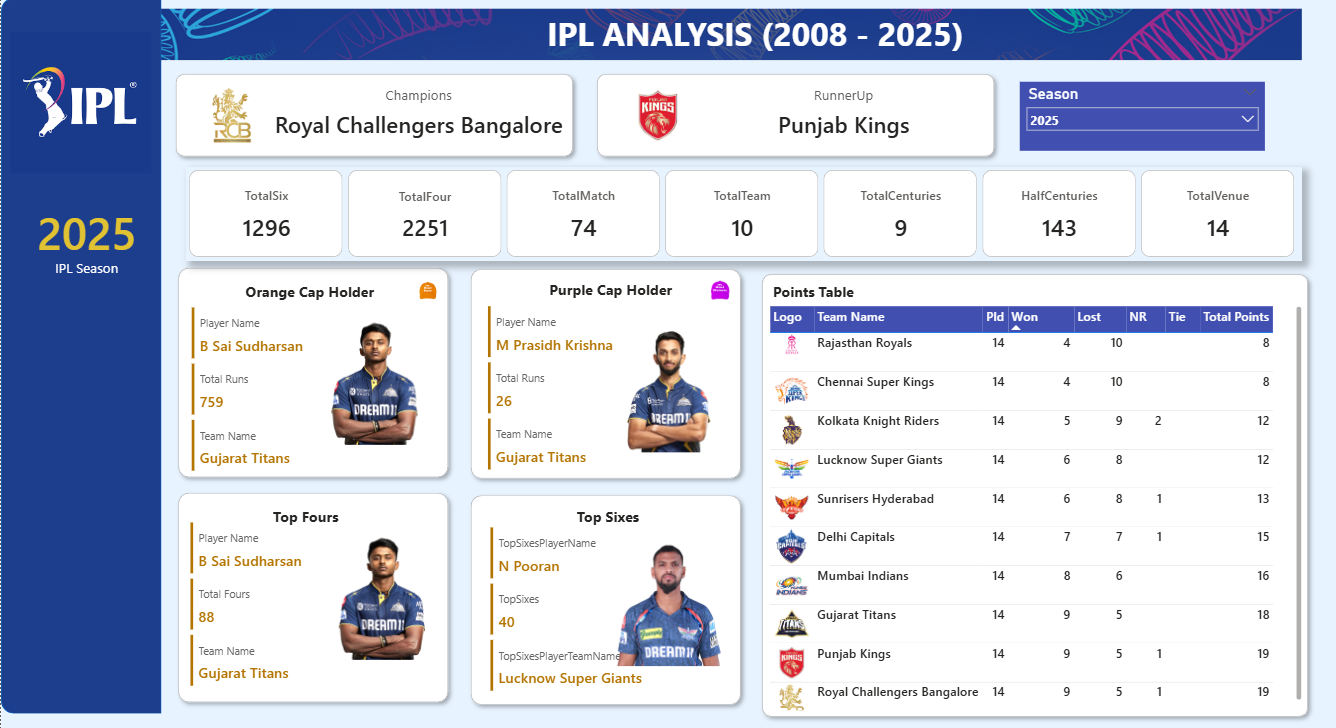 IPL ANALYSIS (2008 - 2025)
IPL
2025
IPL Season
Champions
Royal Challengers Bangalore
RCB
RunnerUp
Punjab Kings
KINGS
Season
2025
TotalSix
1296
TotalFour
2251
TotalMatch
74
TotalTeam
10
TotalCenturies
9
HalfCenturies
143
TotalVenue
14
Orange Cap Holder
Player Name
B Sai Sudharsan
Total Runs
759
Team Name
Gujarat Titans
DREAM11
Purple Cap Holder
Player Name
M Prasidh Krishna
Total Runs
26
Team Name
Gujarat Titans
DREAM11
Top Fours
Player Name
B Sai Sudharsan
Total Fours
88
Team Name
Gujarat Titans
DREAM11
Top Sixes
TopSixesPlayerName
N Pooran
TopSixes
40
TopSixesPlayerTeamName
Lucknow Super Giants
DREAM11
Points Table
Logo Team Name Pld Won Lost NR Tie Total Points
Rajasthan Royals 14 4 10 8
Chennai Super Kings 14 4 10 8
Kolkata Knight Riders 14 5 9 2 12
Lucknow Super Giants 14 6 8 12
Sunrisers Hyderabad 14 6 8 1 13
Delhi Capitals 14 7 7 1 15
Mumbai Indians 14 8 6 16
Gujarat Titans 14 9 5 18
Punjab Kings 14 9 5 1 19
Royal Challengers Bangalore 14 9 5 1 19